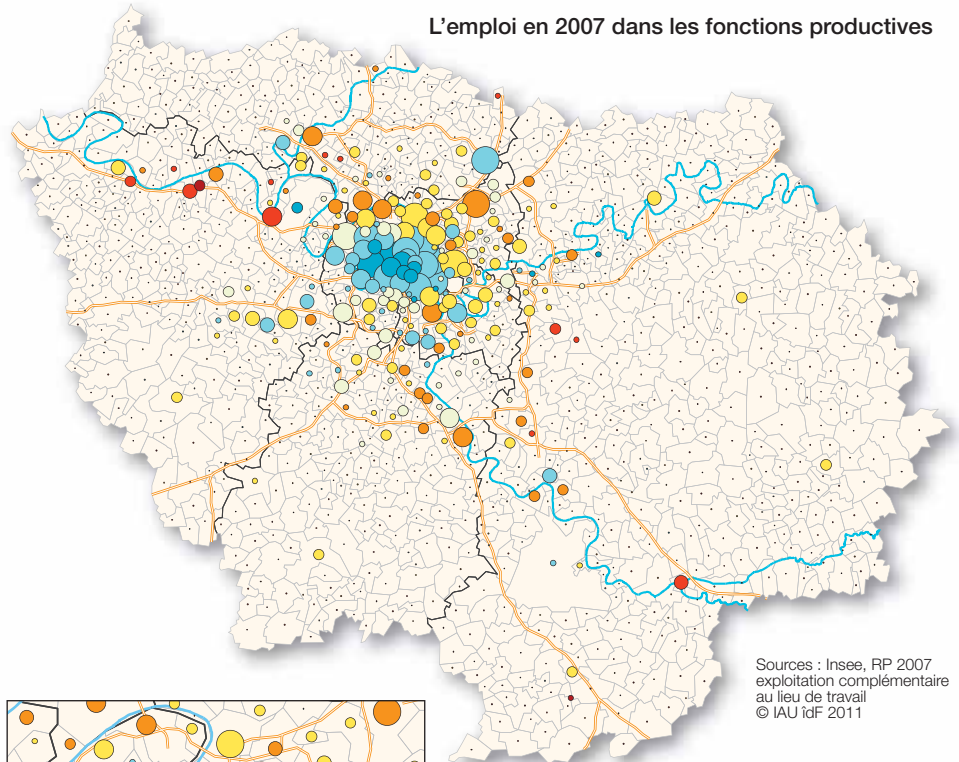 L'emploi en 2007 dans les fonctions productives
Sources : Insee, RP 2007
exploitation complémentaire
au lieu de travail
© IAU îdF 2011